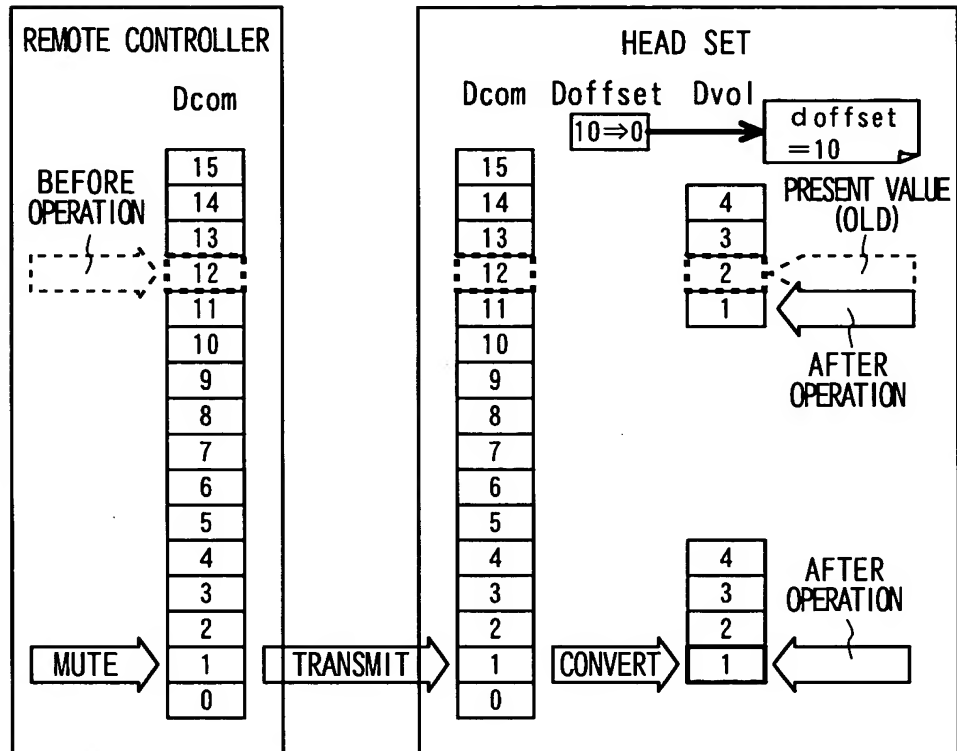 REMOTE CONTROLLER
Dcom
BEFORE
OPERATION
15
14
13
12
11
10
9
8
7
6
5
4
3
2
1
0
MUTE
TRANSMIT
HEAD SET
Dcom
Doffset
Dvol
10⇒0
doffset
=10
15
14
13
12
11
10
9
8
7
6
5
4
3
2
1
0
PRESENT VALUE
(OLD)
4
3
2
1
AFTER
OPERATION
CONVERT
4
3
2
1
AFTER
OPERATION